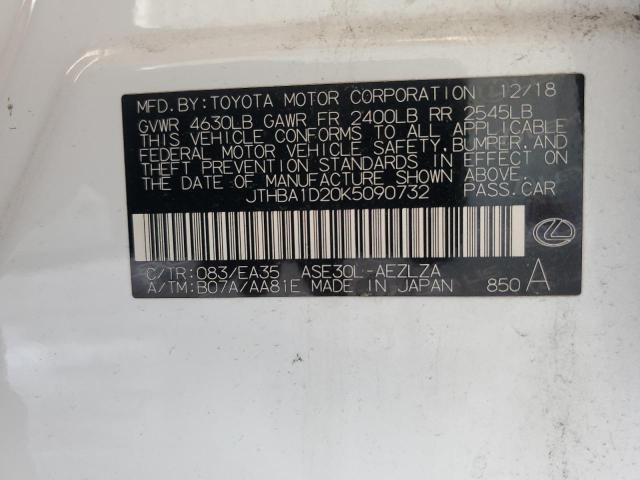 MFD.BY:TOYOTA MOTOR CORPORATION 12/18
GVWR 4630LB GAWR FR 2400LB RR 2545LB
THIS VEHICLE CONFORMS TO ALL APPLICABLE
FEDERAL MOTOR VEHICLE SAFETY,BUMPER,AND
THEFT PREVENTION STANDARDS IN EFFECT ON
THE DATE OF MANUFACTURE SHOWN ABOVE.
JTHBA1D20K5090732 PASS.CAR
C/TR:083/EA35 ASE30L-AEZLZA
A/TM:B07A/AA81E MADE IN JAPAN 850 A